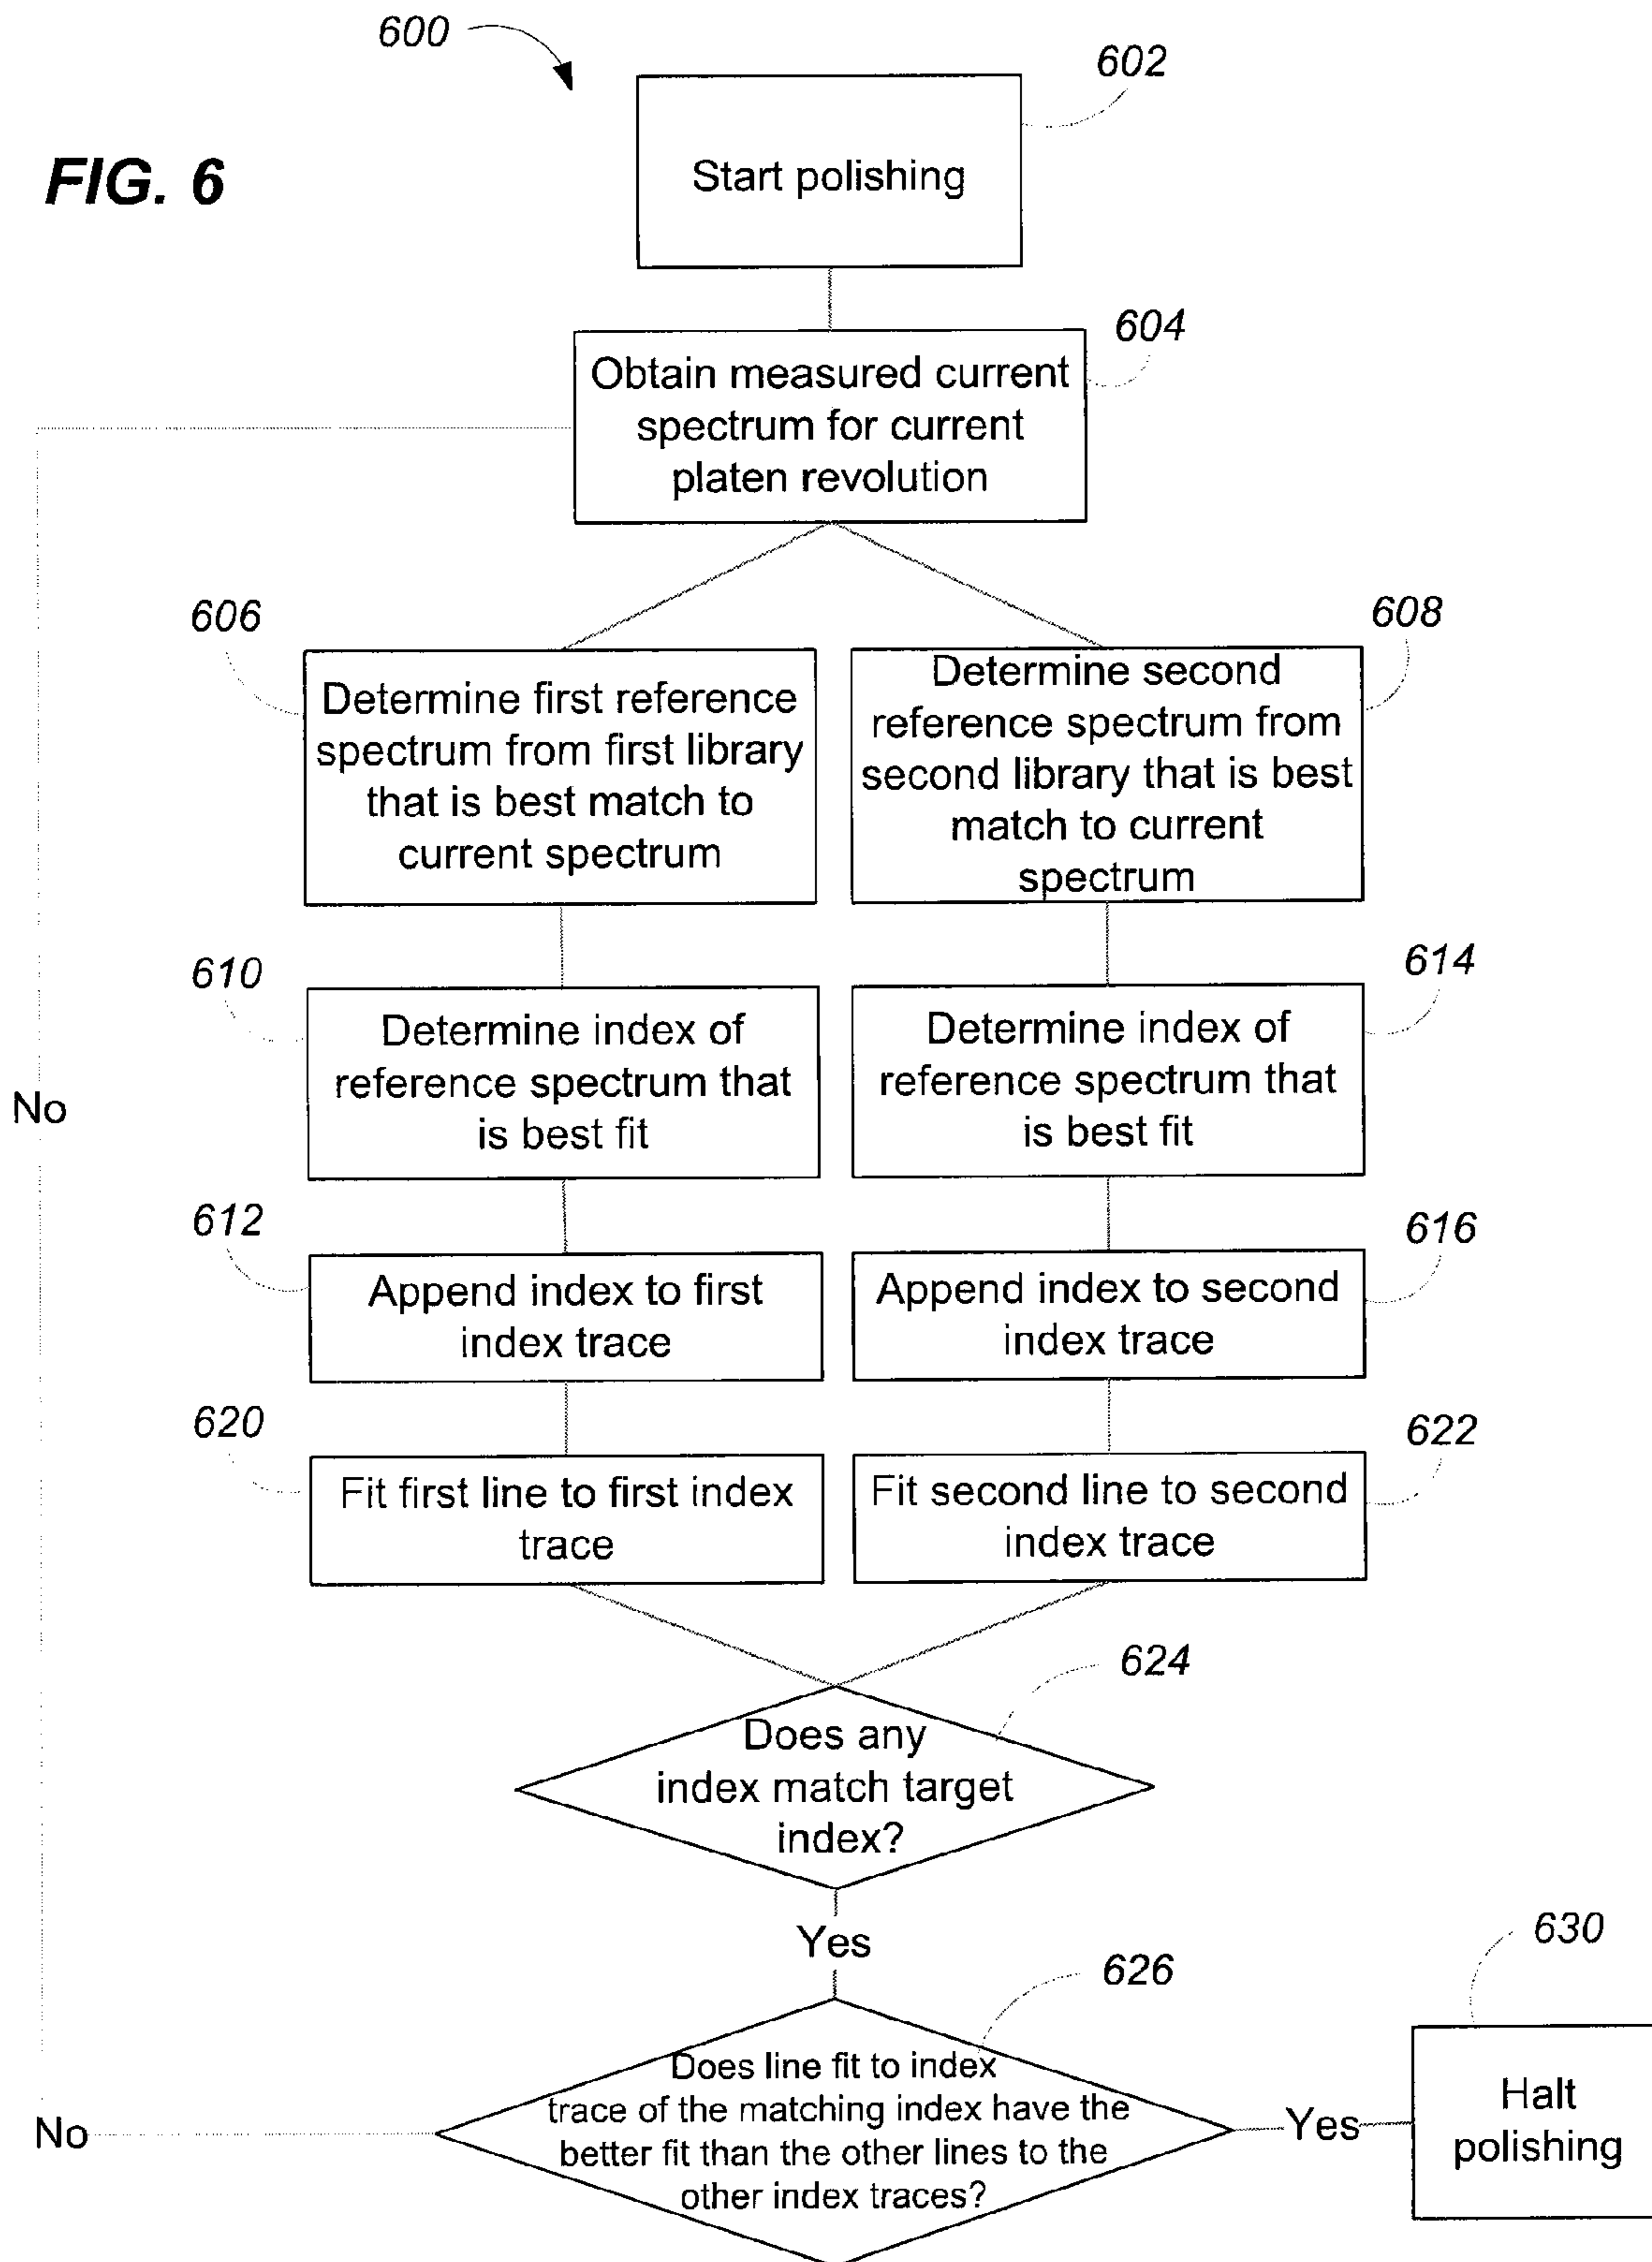 600
602
FIG. 6
Start polishing
604
Obtain measured current
spectrum for current
platen revolution
606
608
Determine first reference
spectrum from first library
that is best match to
current spectrum
Determine second
reference spectrum from
second library that is best
match to current
spectrum
610
614
Determine index of
reference spectrum that
is best fit
Determine index of
reference spectrum that
is best fit
No
612
616
Append index to first
index trace
Append index to second
index trace
620
622
Fit first line to first index
trace
Fit second line to second
index trace
624
Does any
index match target
index?
Yes
626
630
Does line fit to index
trace of the matching index have the
better fit than the other lines to the
other index traces?
No
Yes
Halt
polishing